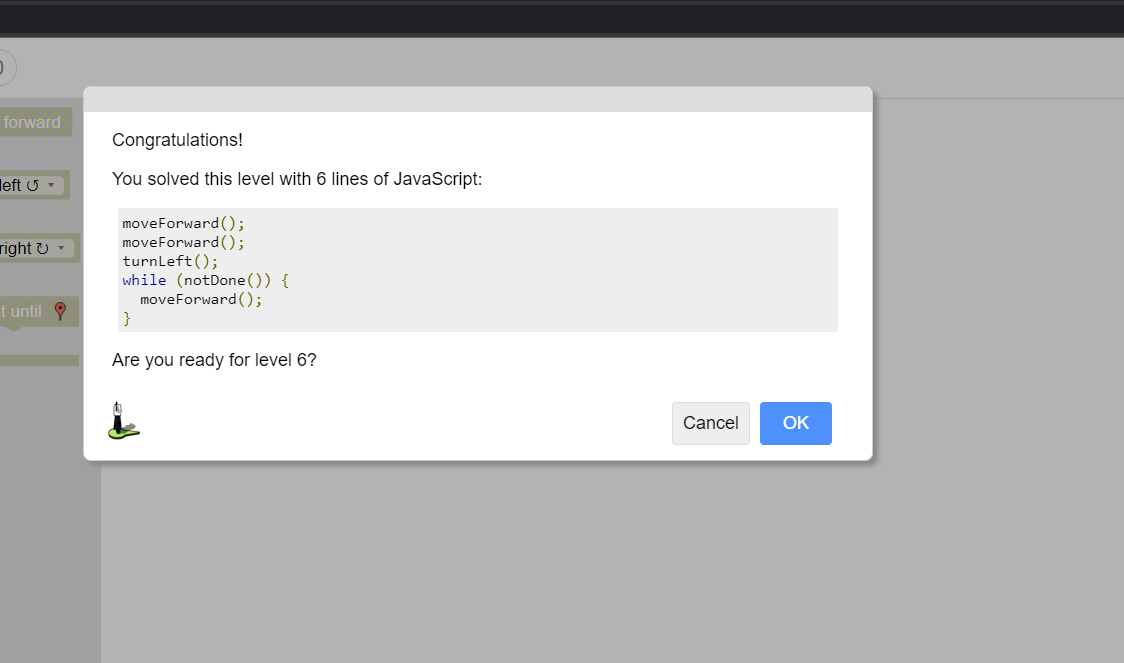 forward
Congratulations!
You solved this level with 6 lines of JavaScript:
left
moveForward();
moveForward();
right
turnLeft();
while (notDone()) {
  moveForward();
until
}
Are you ready for level 6?
Cancel
OK